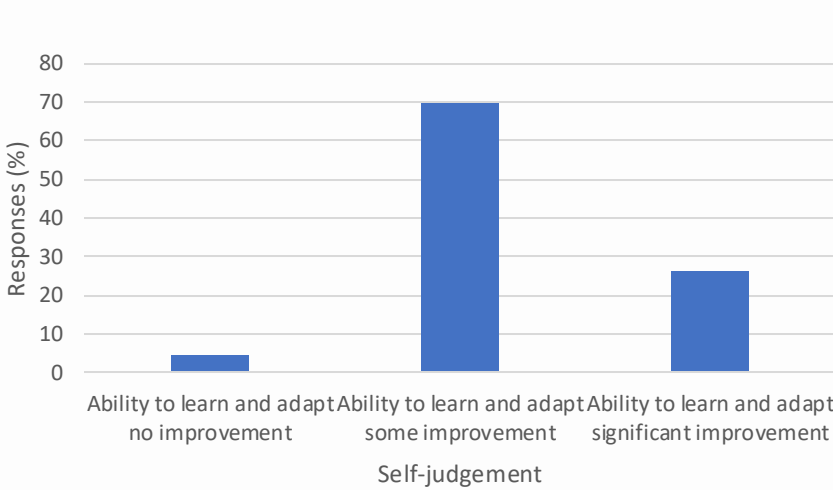 80
70
60
50
40
30
20
10
0
Responses (%)
Ability to learn and adapt
no improvement
Ability to learn and adapt
some improvement
Ability to learn and adapt
significant improvement
Self-judgement